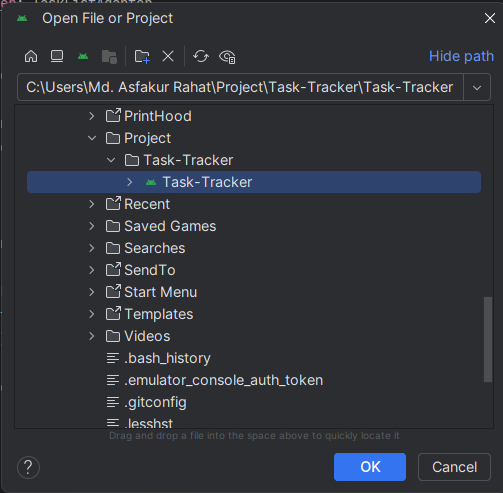 Open File or Project
Hide path
C:\Users\Md. Asfakur Rahat\Project\Task-Tracker\Task-Tracker
PrintHood
Project
Task-Tracker
Task-Tracker
Recent
Saved Games
Searches
SendTo
Start Menu
Templates
Videos
.bash_history
.emulator_console_auth_token
.gitconfig
.lesshst
Drag and drop a file into the space above to quickly locate it
?
OK
Cancel